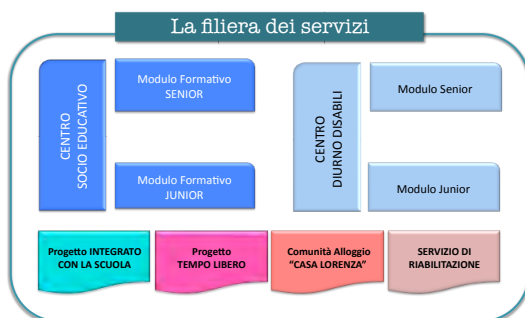 La filiera dei servizi
CENTRO
SOCIO EDUCATIVO
Modulo Formativo
SENIOR
Modulo Formativo
JUNIOR
CENTRO
DIURNO DISABILI
Modulo Senior
Modulo Junior
Progetto INTEGRATO
CON LA SCUOLA
Progetto
TEMPO LIBERO
Comunità Alloggio
“CASA LORENZA”
SERVIZIO DI
RIABILITAZIONE